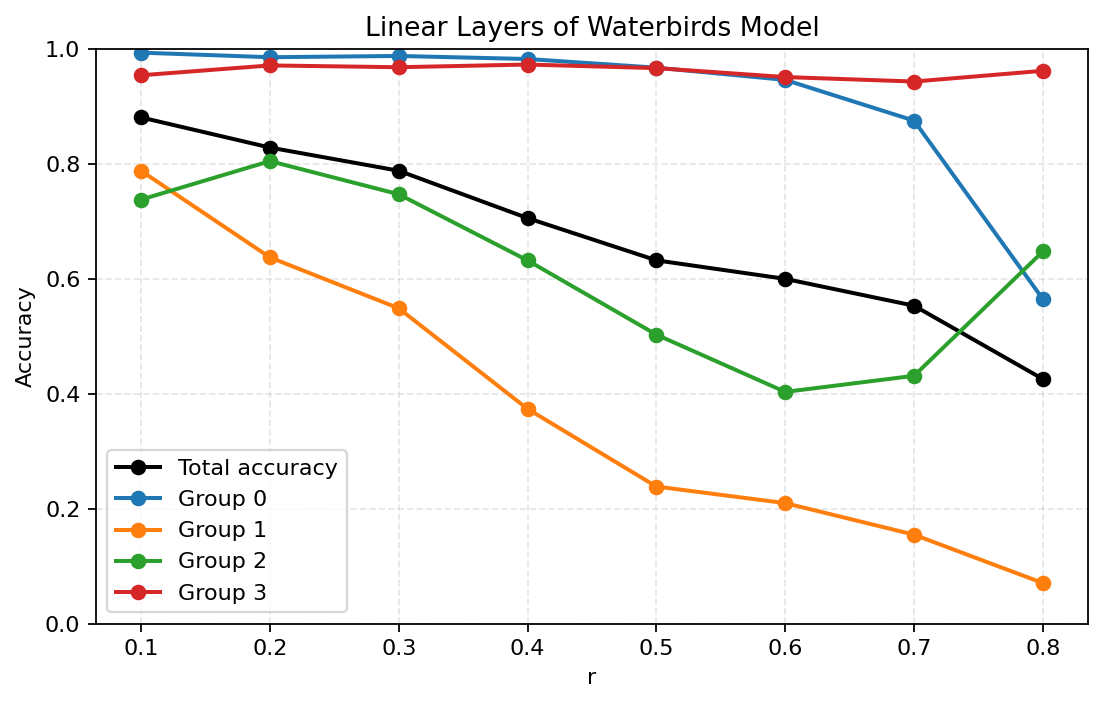 Linear Layers of Waterbirds Model
1.0
0.8
0.6
0.4
0.2
0.0
Accuracy
Total accuracy
Group 0
Group 1
Group 2
Group 3
0.1 0.2 0.3 0.4 0.5 0.6 0.7 0.8
r